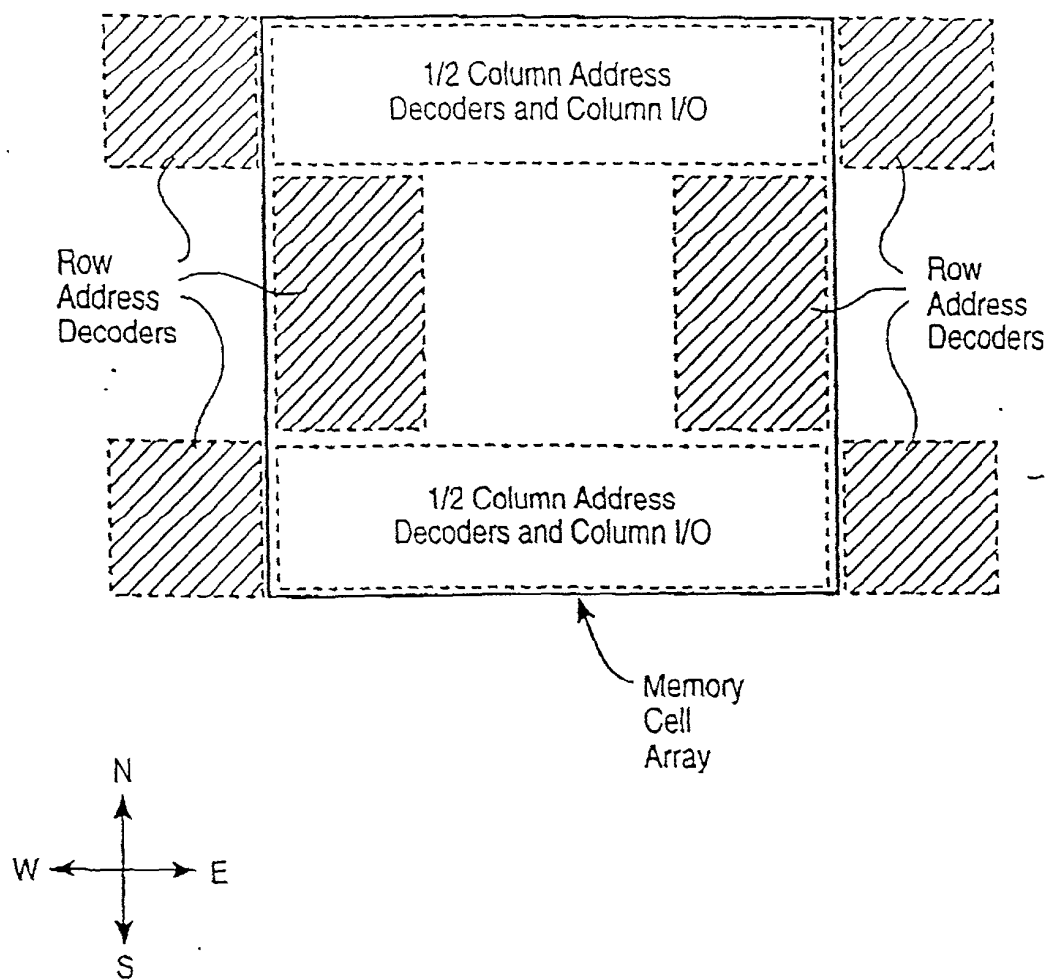 1/2 Column Address
Decoders and Column I/O
Row
Address
Decoders
Row
Address
Decoders
1/2 Column Address
Decoders and Column I/O
Memory
Cell
Array
N
W
E
S